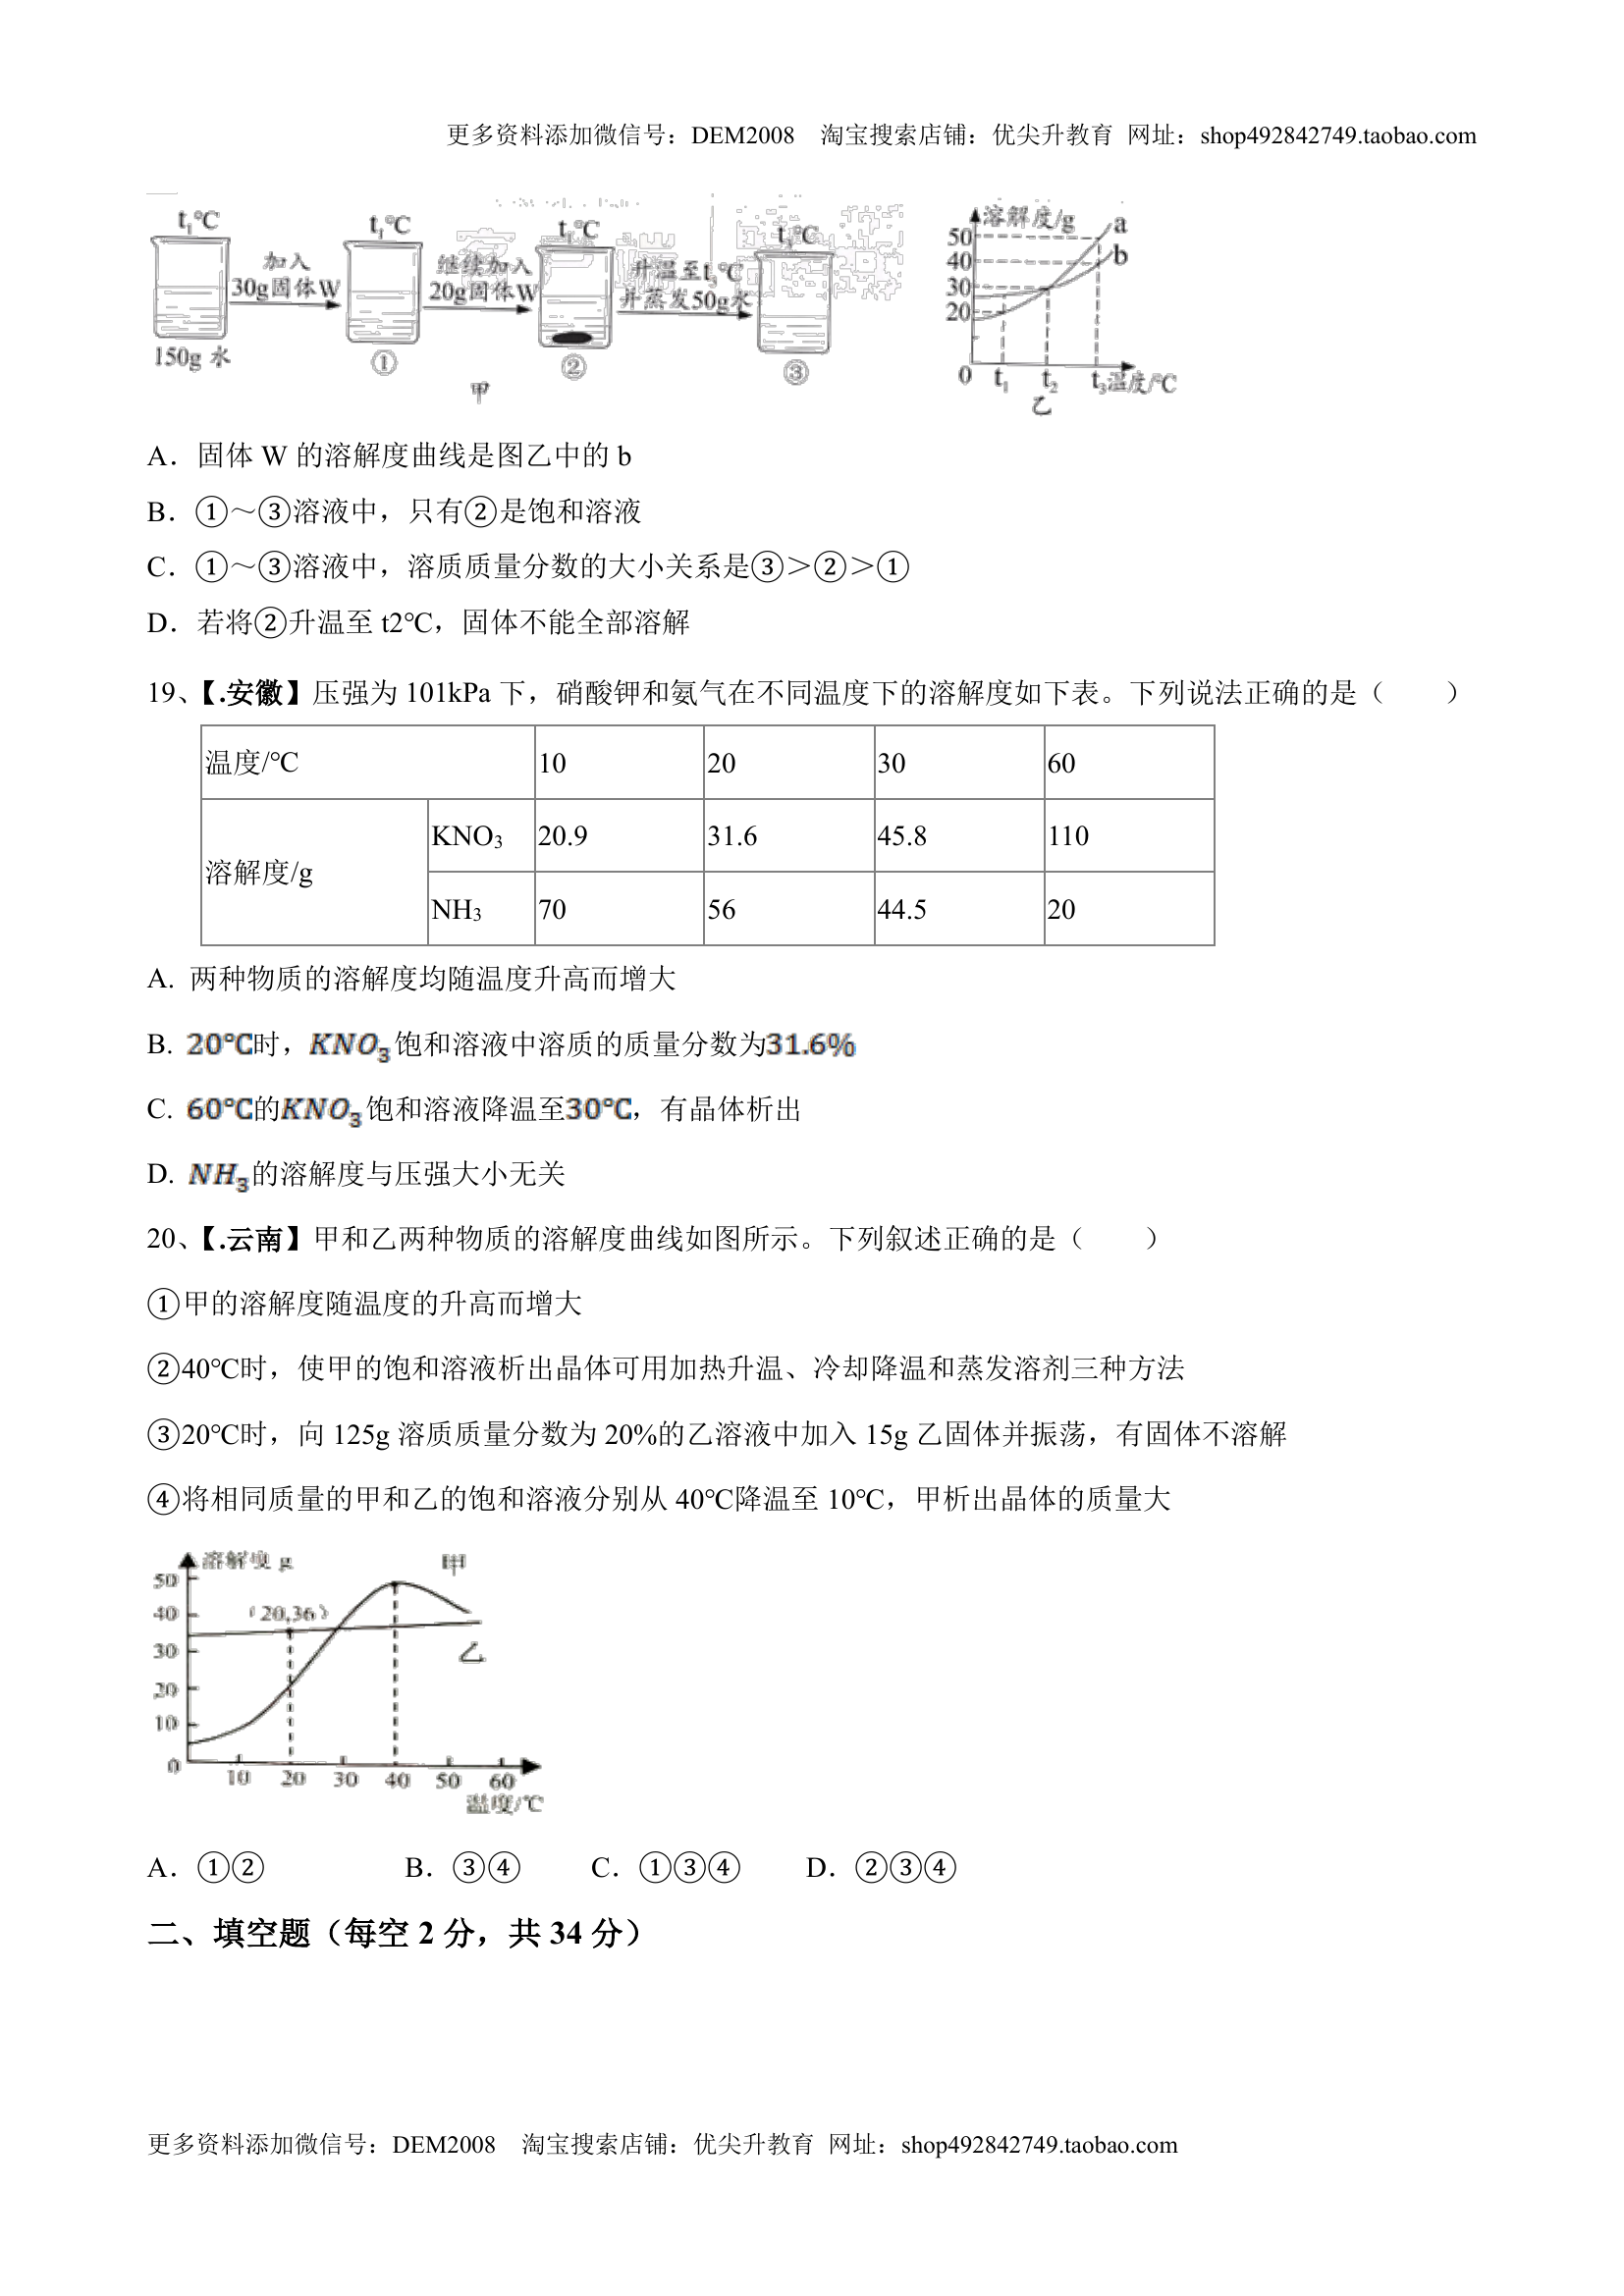 更多资料添加微信号：DEM2008 淘宝搜索店铺：优尖升教育 网址：shop492842749.taobao.com
t₁℃ t₁℃ t₁℃ t₃℃
加入 30g固体W
继续加入 20g固体W
升温至t₃℃ 并蒸发50g水
150g 水 ① ② ③
甲
溶解度/g a
50
40 b
30
20
0 t₁ t₂ t₃ 温度/℃
乙
A．固体 W 的溶解度曲线是图乙中的 b
B．①～③溶液中，只有②是饱和溶液
C．①～③溶液中，溶质质量分数的大小关系是③＞②＞①
D．若将②升温至 t2℃，固体不能全部溶解
19、【.安徽】压强为 101kPa 下，硝酸钾和氨气在不同温度下的溶解度如下表。下列说法正确的是（ ）
温度/℃ 10 20 30 60
溶解度/g KNO₃ 20.9 31.6 45.8 110
NH₃ 70 56 44.5 20
A. 两种物质的溶解度均随温度升高而增大
B. 20℃时，KNO₃饱和溶液中溶质的质量分数为31.6%
C. 60℃的KNO₃饱和溶液降温至30℃，有晶体析出
D. NH₃的溶解度与压强大小无关
20、【.云南】甲和乙两种物质的溶解度曲线如图所示。下列叙述正确的是（ ）
①甲的溶解度随温度的升高而增大
②40℃时，使甲的饱和溶液析出晶体可用加热升温、冷却降温和蒸发溶剂三种方法
③20℃时，向 125g 溶质质量分数为 20%的乙溶液中加入 15g 乙固体并振荡，有固体不溶解
④将相同质量的甲和乙的饱和溶液分别从 40℃降温至 10℃，甲析出晶体的质量大
溶解度 g 甲
50
40 （20,36）
30 乙
20
10
0 10 20 30 40 50 60
温度/℃
A．①② B．③④ C．①③④ D．②③④
二、填空题（每空 2 分，共 34 分）
更多资料添加微信号：DEM2008 淘宝搜索店铺：优尖升教育 网址：shop492842749.taobao.com